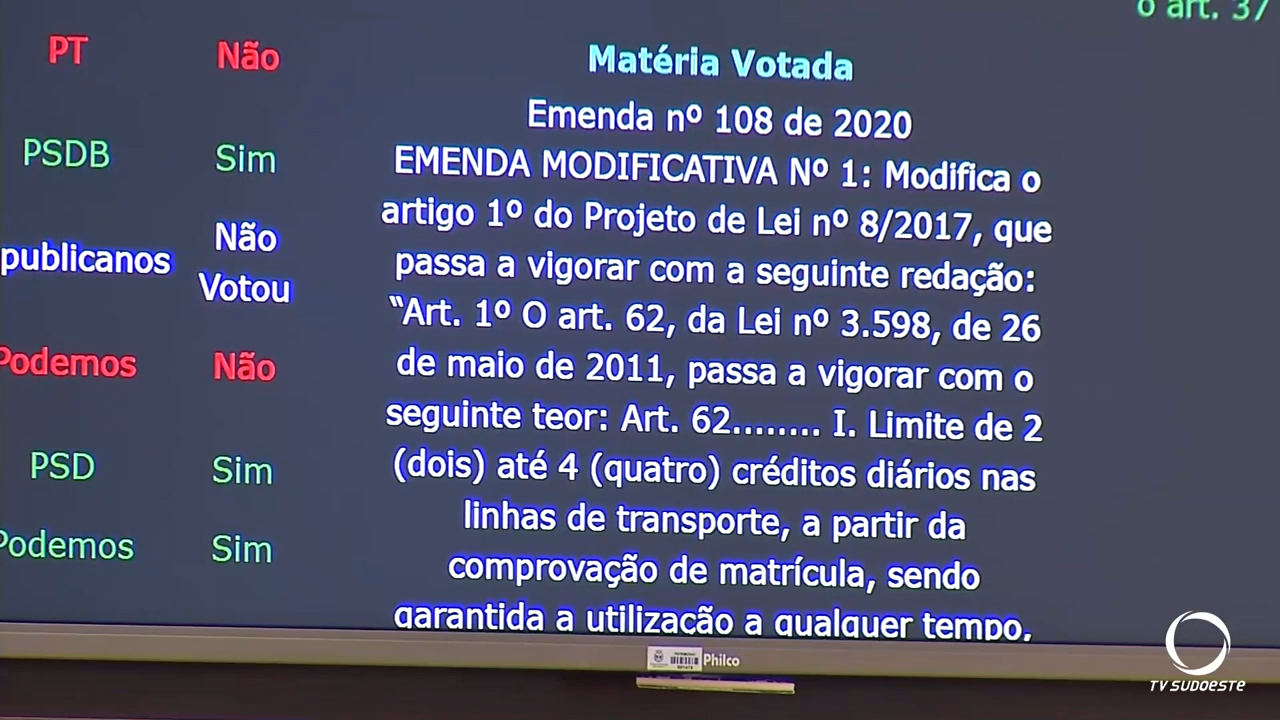 o art. 37
PT Não
PSDB Sim
publicanos Não
Votou
Podemos Não
PSD Sim
Podemos Sim
Matéria Votada
Emenda nº 108 de 2020
EMENDA MODIFICATIVA Nº 1: Modifica o
artigo 1º do Projeto de Lei nº 8/2017, que
passa a vigorar com a seguinte redação:
“Art. 1º O art. 62, da Lei nº 3.598, de 26
de maio de 2011, passa a vigorar com o
seguinte teor: Art. 62........ I. Limite de 2
(dois) até 4 (quatro) créditos diários nas
linhas de transporte, a partir da
comprovação de matrícula, sendo
garantida a utilização a qualquer tempo,
Philco
TV SUDOESTE